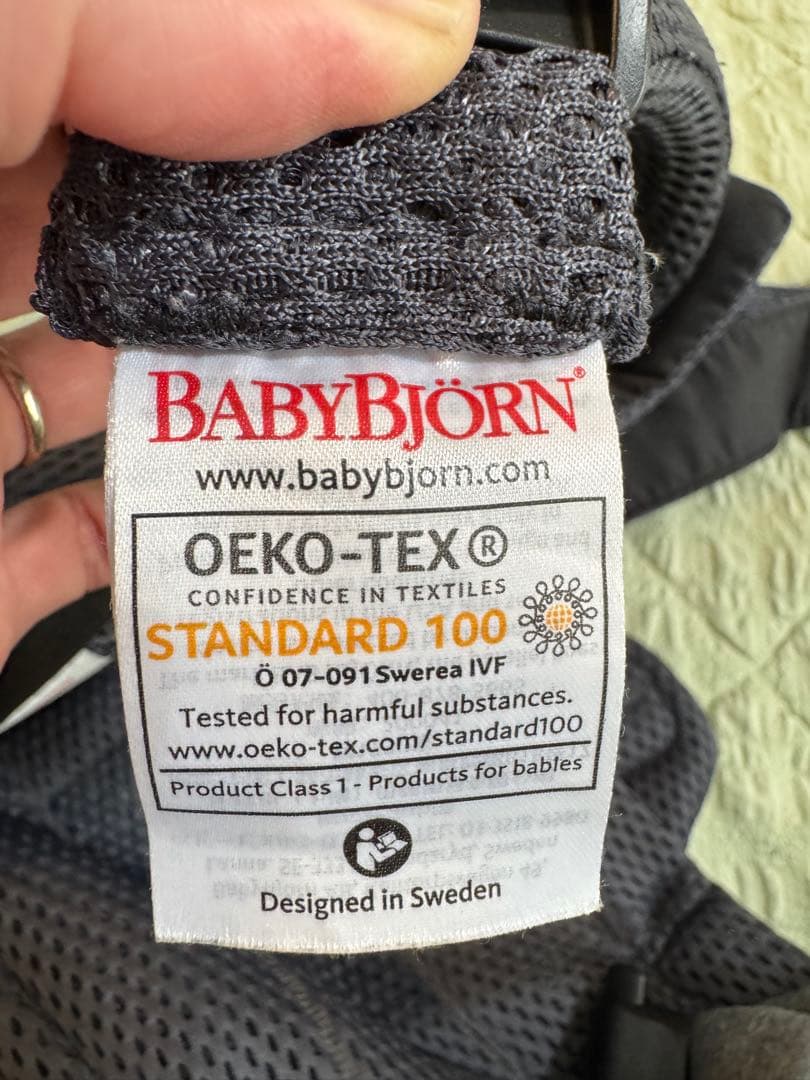 BABYBJÖRN®
www.babybjorn.com
OEKO-TEX®
CONFIDENCE IN TEXTILES
STANDARD 100
Ö 07-091 Swerea IVF
Tested for harmful substances.
www.oeko-tex.com/standard100
Product Class 1 - Products for babies
Designed in Sweden